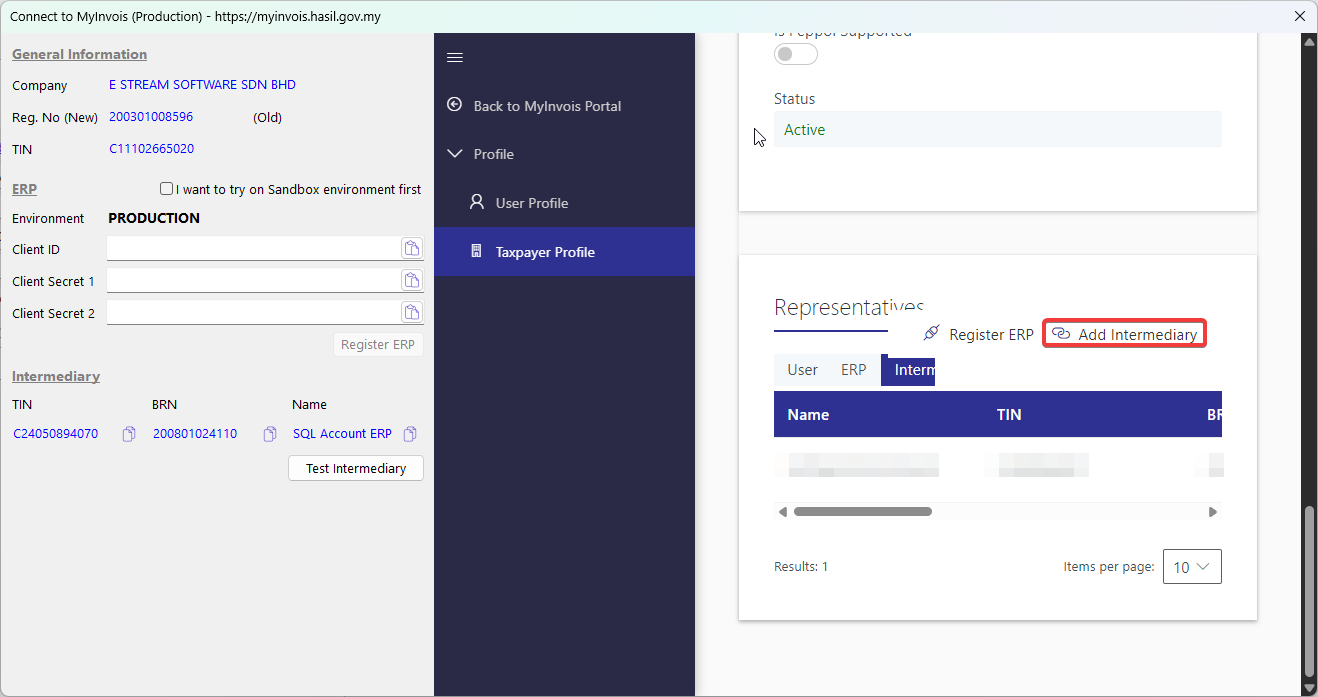 Connect to MyInvois (Production) - https://myinvois.hasil.gov.my
General Information
Company E STREAM SOFTWARE SDN BHD
Reg. No (New) 200301008596 (Old)
TIN C11102665020
ERP I want to try on Sandbox environment first
Environment PRODUCTION
Client ID
Client Secret 1
Client Secret 2
Register ERP
Intermediary
TIN BRN Name
C24050894070 200801024110 SQL Account ERP
Test Intermediary
Back to MyInvois Portal
Profile
User Profile
Taxpayer Profile
Is Peppol Supported
Status
Active
Representatives
Register ERP Add Intermediary
User ERP Interm
Name TIN BR
Results: 1 Items per page: 10